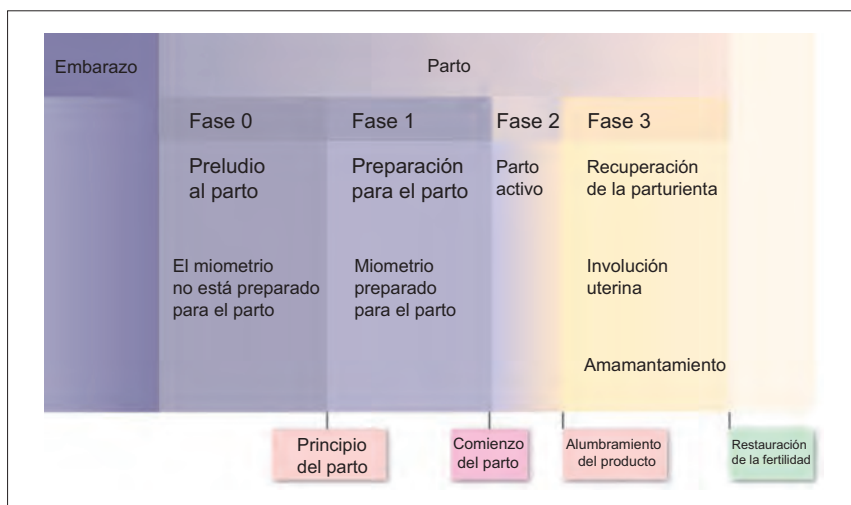 Embarazo
Parto
Fase 0
Fase 1
Fase 2
Fase 3
Preludio
al parto
Preparación
para el parto
Parto
activo
Recuperación
de la parturienta
El miometrio
no está preparado
para el parto
Miometrio
preparado
para el parto
Involución
uterina
Amamantamiento
Principio
del parto
Comienzo
del parto
Alumbramiento
del producto
Restauración
de la fertilidad